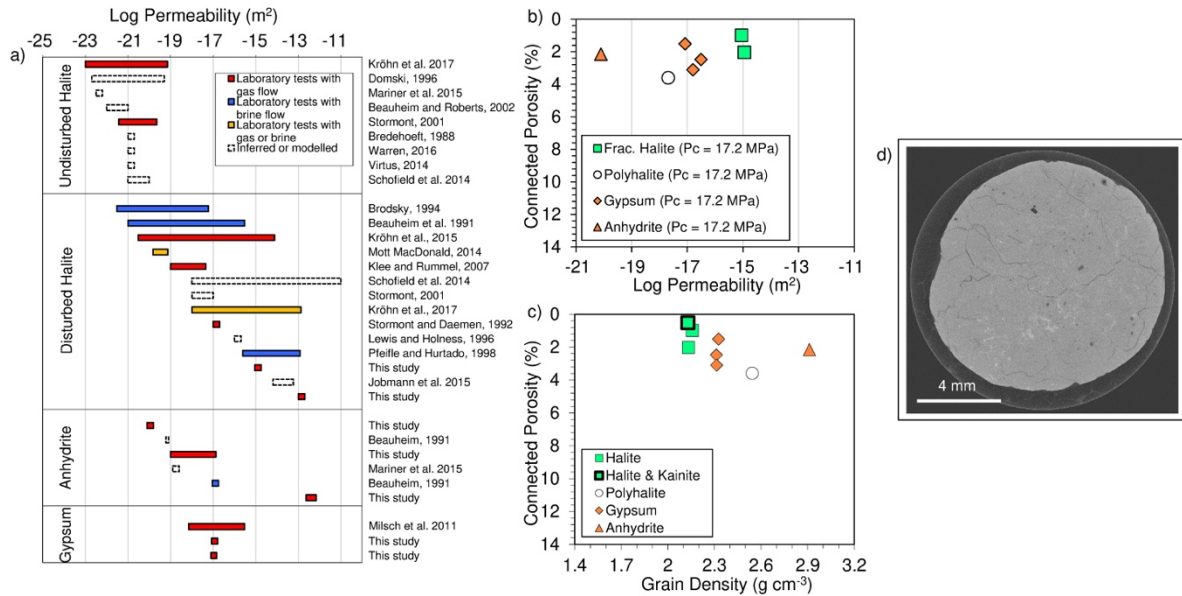 Log Permeability (m²)
-25 -23 -21 -19 -17 -15 -13 -11
a)
Undisturbed Halite
Kröhn et al. 2017
Domski, 1996
Mariner et al. 2015
Beauheim and Roberts, 2002
Stormont, 2001
Bredehoeft, 1988
Warren, 2016
Virtus, 2014
Schofield et al. 2014
Laboratory tests with
gas flow
Laboratory tests with
brine flow
Laboratory tests with
gas or brine
Inferred or modelled
Disturbed Halite
Brodsky, 1994
Beauheim et al. 1991
Kröhn et al., 2015
Mott MacDonald, 2014
Klee and Rummel, 2007
Schofield et al. 2014
Stormont, 2001
Kröhn et al., 2017
Stormont and Daemen, 1992
Lewis and Holness, 1996
Pfeifle and Hurtado, 1998
This study
Jobmann et al. 2015
This study
Anhydrite
This study
Beauheim, 1991
This study
Mariner et al. 2015
Beauheim, 1991
This study
Gypsum
Milsch et al. 2011
This study
This study
b)
Connected Porosity (%)
0
2
4
6
8
10
12
14
Frac. Halite (Pc = 17.2 MPa)
Polyhalite (Pc = 17.2 MPa)
Gypsum (Pc = 17.2 MPa)
Anhydrite (Pc = 17.2 MPa)
-21 -19 -17 -15 -13 -11
Log Permeability (m²)
c)
Connected Porosity (%)
0
2
4
6
8
10
12
14
Halite
Halite & Kainite
Polyhalite
Gypsum
Anhydrite
1.4 1.7 2 2.3 2.6 2.9 3.2
Grain Density (g cm⁻³)
d)
4 mm